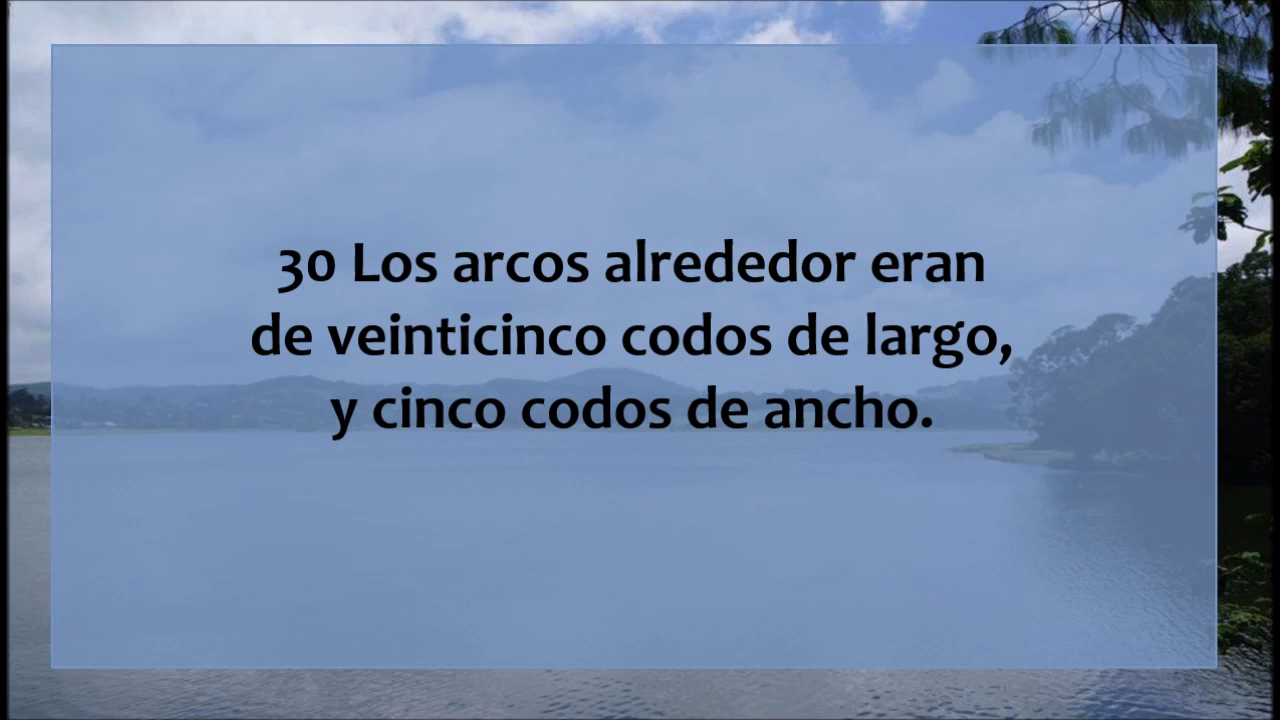 30 Los arcos alrededor eran
de veinticinco codos de largo,
y cinco codos de ancho.